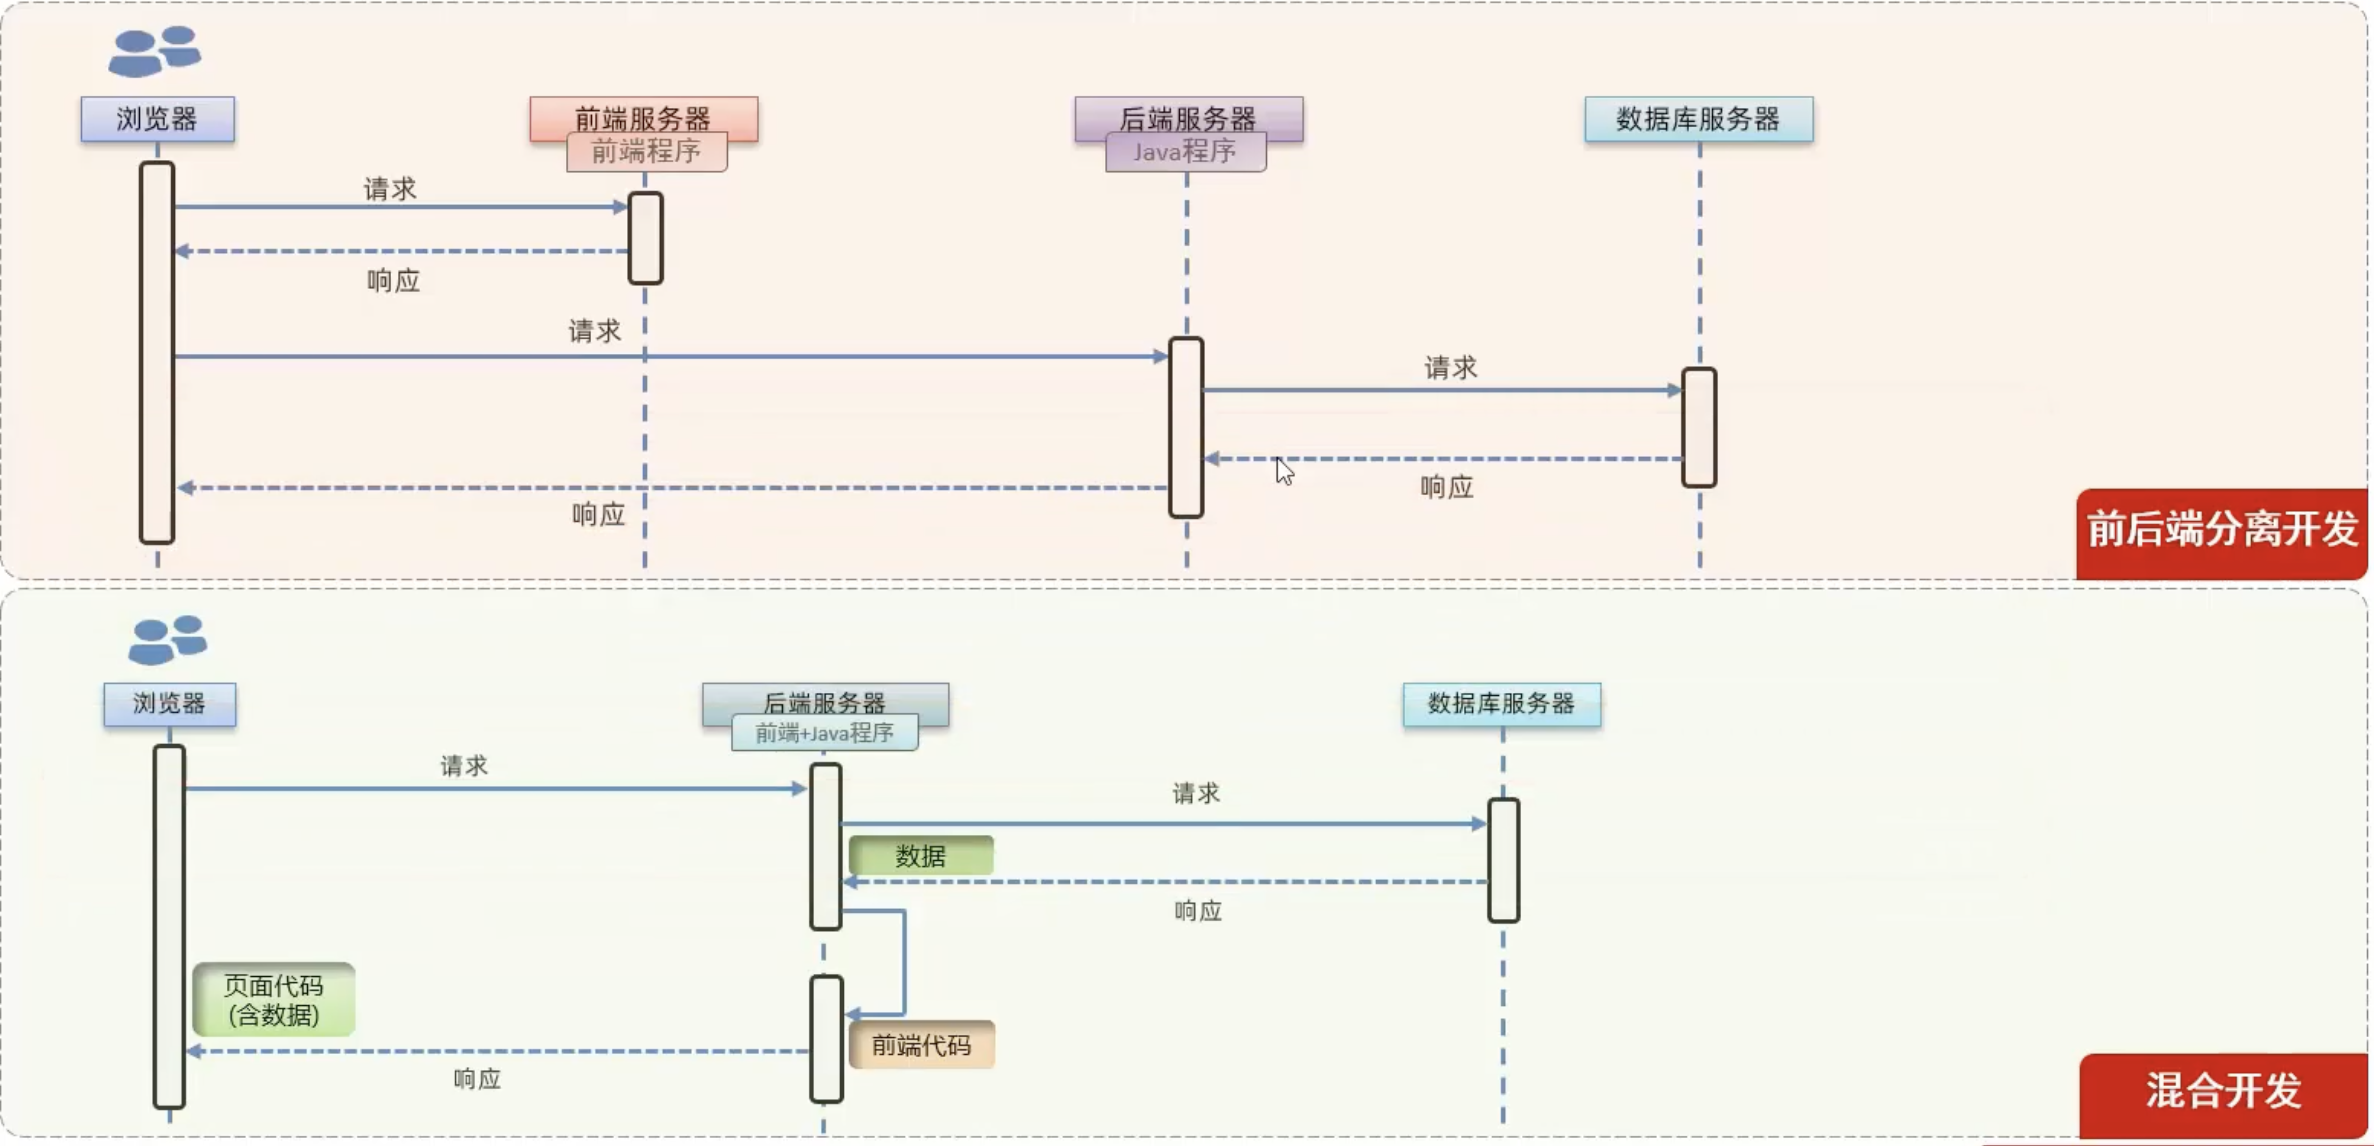 浏览器
前端服务器
前端程序
后端服务器
Java程序
数据库服务器
请求
响应
请求
请求
响应
响应
前后端分离开发
浏览器
后端服务器
前端+Java程序
数据库服务器
请求
请求
数据
响应
页面代码
(含数据)
前端代码
响应
混合开发